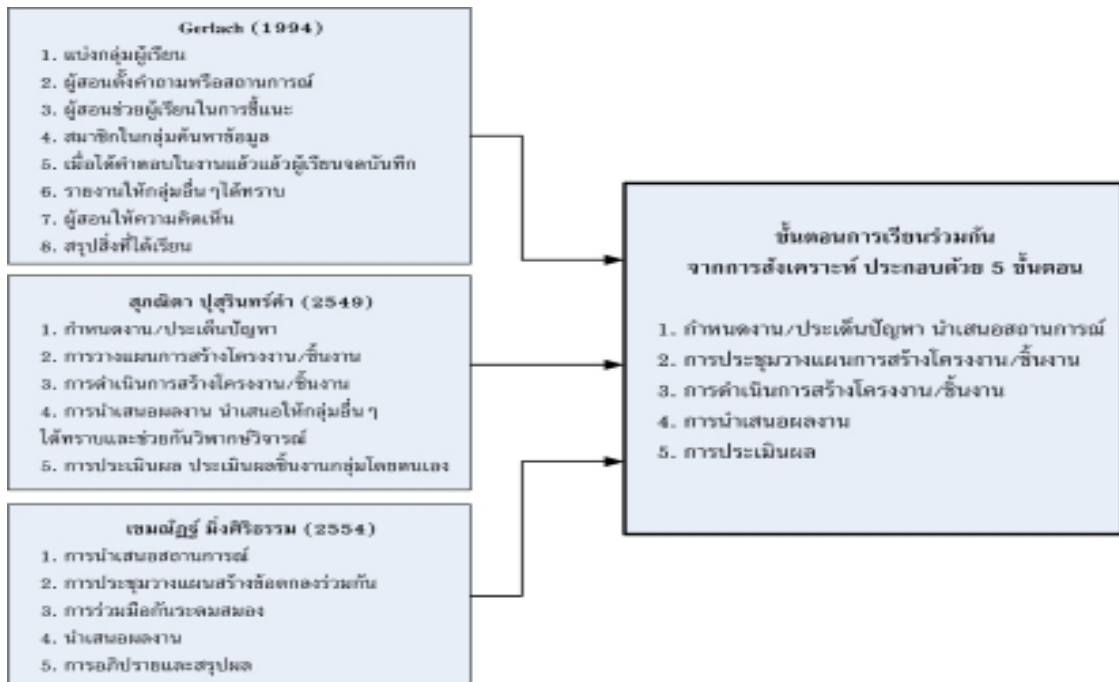 Gerlach (1994)
1. แบ่งกลุ่มผู้เรียน
2. ผู้สอนตั้งคำถามหรือสถานการณ์
3. ผู้สอนช่วยผู้เรียนในการชี้แนะ
4. สมาชิกในกลุ่มค้นหาข้อมูล
5. เมื่อได้คำตอบในงานแล้วแล้วผู้เรียนจดบันทึก
6. รายงานให้กลุ่มอื่น ๆได้ทราบ
7. ผู้สอนให้ความคิดเห็น
8. สรุปสิ่งที่ได้เรียน
สุภณิดา ปุสุรินทร์คำ (2549)
1. กำหนดงาน/ประเด็นปัญหา
2. การวางแผนการสร้างโครงงาน/ชิ้นงาน
3. การดำเนินการสร้างโครงงาน/ชิ้นงาน
4. การนำเสนอผลงาน นำเสนอให้กลุ่มอื่น ๆ
ได้ทราบและช่วยกันวิพากษ์วิจารณ์
5. การประเมินผล ประเมินผลชิ้นงานกลุ่มโดยตนเอง
เขมณัฏฐ์ มิ่งศิริธรรม (2554)
1. การนำเสนอสถานการณ์
2. การประชุมวางแผนสร้างข้อตกลงร่วมกัน
3. การร่วมมือกันระดมสมอง
4. นำเสนอผลงาน
5. การอภิปรายและสรุปผล
ขั้นตอนการเรียนร่วมกัน
จากการสังเคราะห์ ประกอบด้วย 5 ขั้นตอน
1. กำหนดงาน/ประเด็นปัญหา นำเสนอสถานการณ์
2. การประชุมวางแผนการสร้างโครงงาน/ชิ้นงาน
3. การดำเนินการสร้างโครงงาน/ชิ้นงาน
4. การนำเสนอผลงาน
5. การประเมินผล